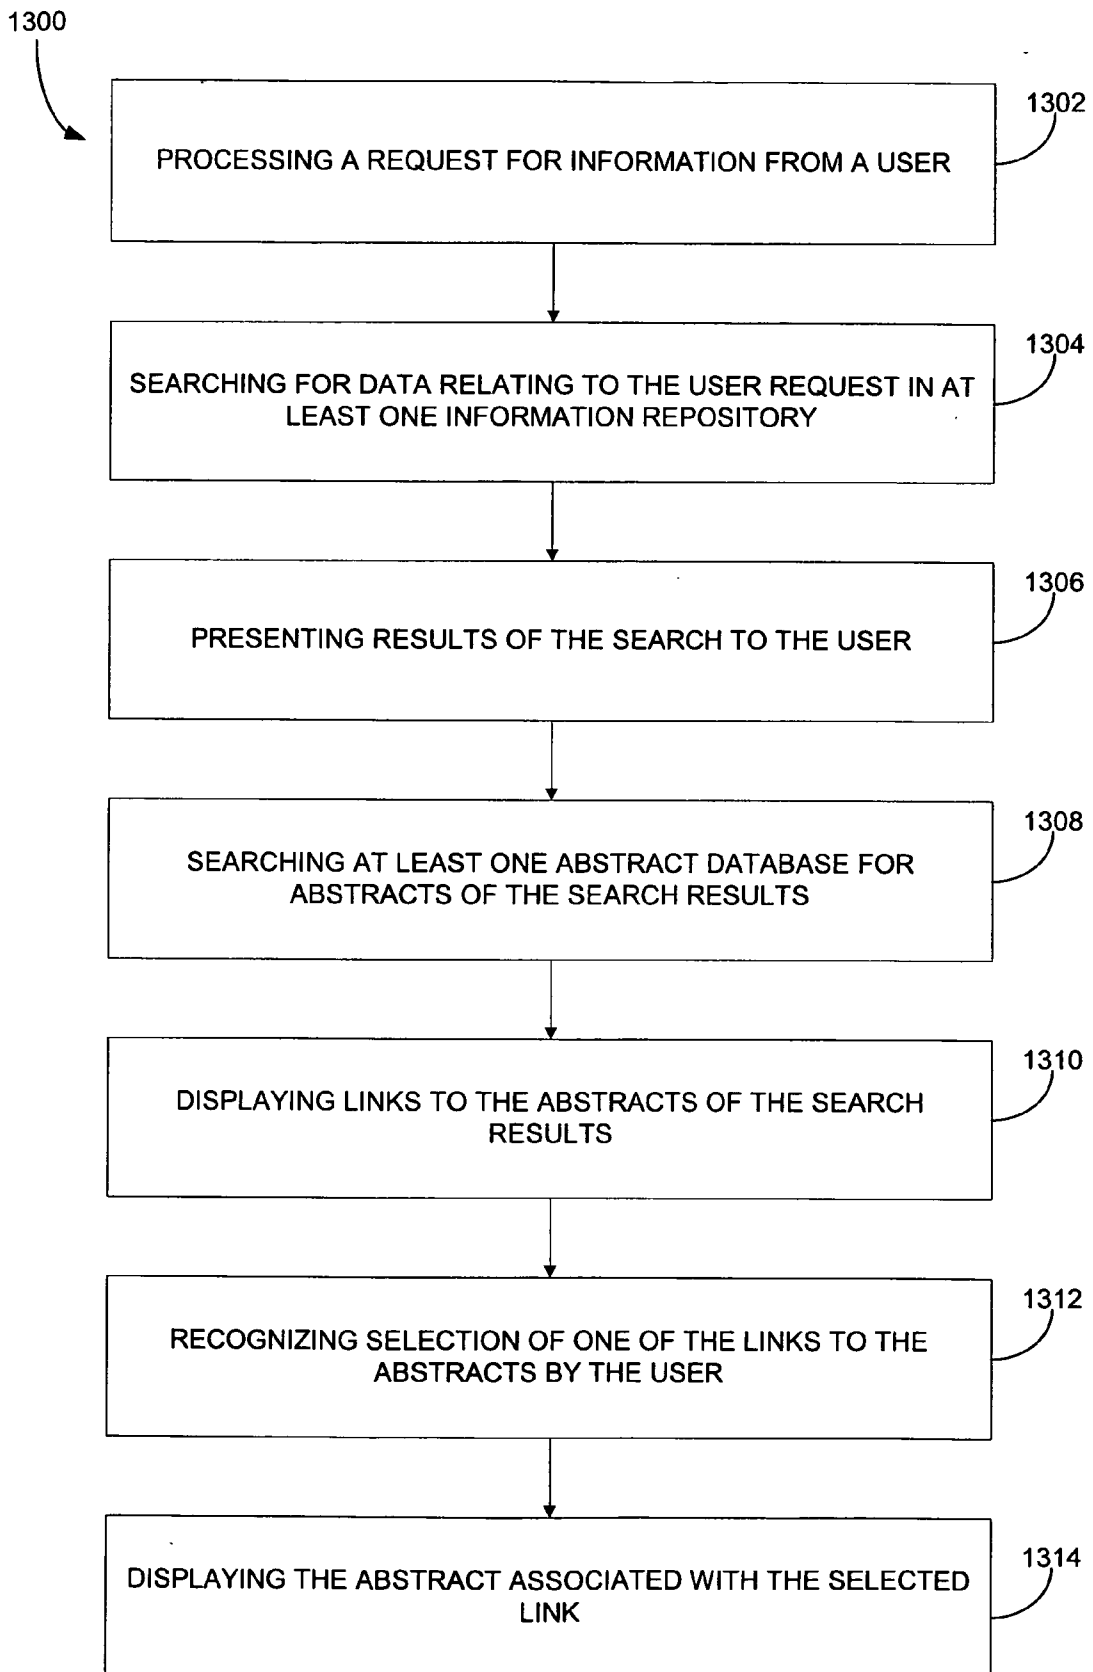 1300
1302
PROCESSING A REQUEST FOR INFORMATION FROM A USER
1304
SEARCHING FOR DATA RELATING TO THE USER REQUEST IN AT
LEAST ONE INFORMATION REPOSITORY
1306
PRESENTING RESULTS OF THE SEARCH TO THE USER
1308
SEARCHING AT LEAST ONE ABSTRACT DATABASE FOR
ABSTRACTS OF THE SEARCH RESULTS
1310
DISPLAYING LINKS TO THE ABSTRACTS OF THE SEARCH
RESULTS
1312
RECOGNIZING SELECTION OF ONE OF THE LINKS TO THE
ABSTRACTS BY THE USER
1314
DISPLAYING THE ABSTRACT ASSOCIATED WITH THE SELECTED
LINK